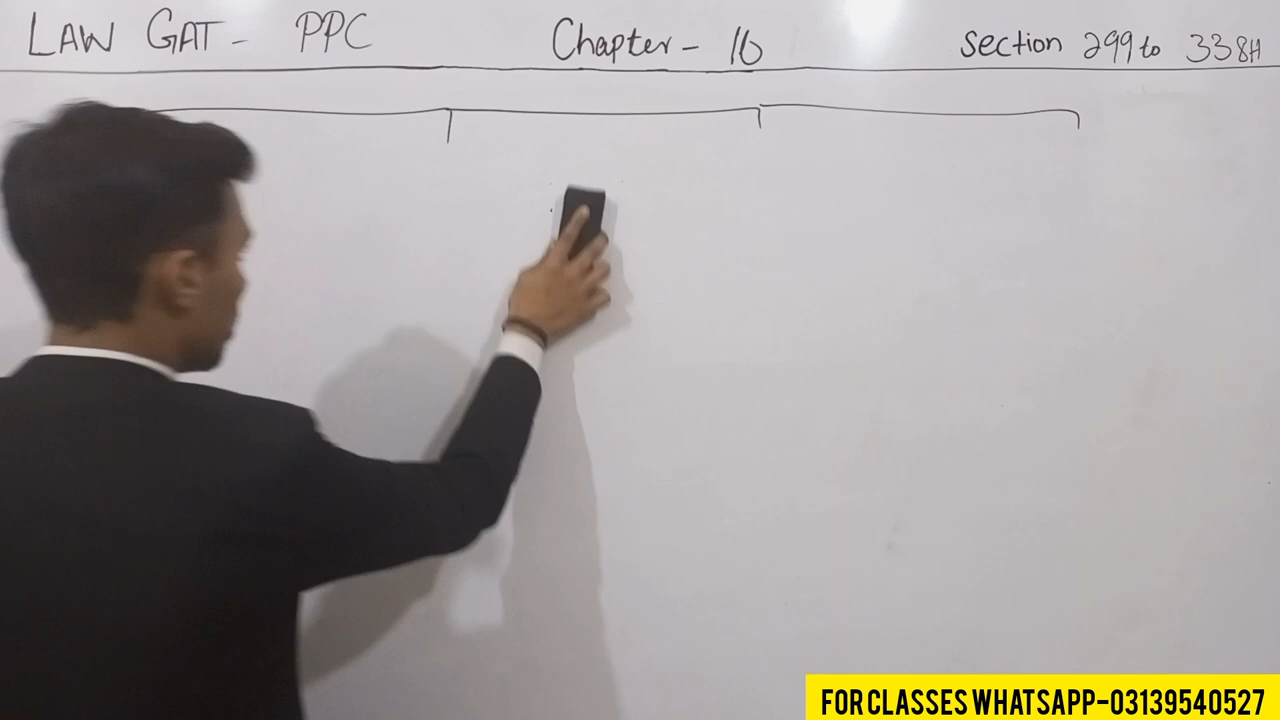 LAW GAT - PPC Chapter - 16 Section 299 to 338H
FOR CLASSES WHATSAPP-03139540527